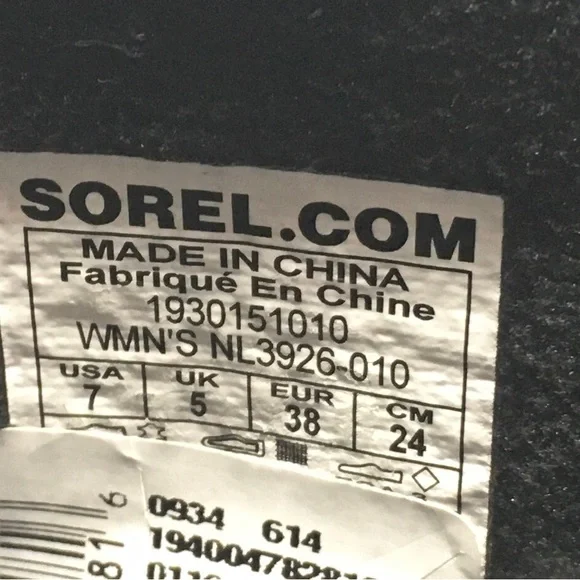 SOREL.COM
MADE IN CHINA
Fabriqué En Chine
1930151010
WMN'S NL3926-010
USA UK EUR CM
7 5 38 24
0934 614
816